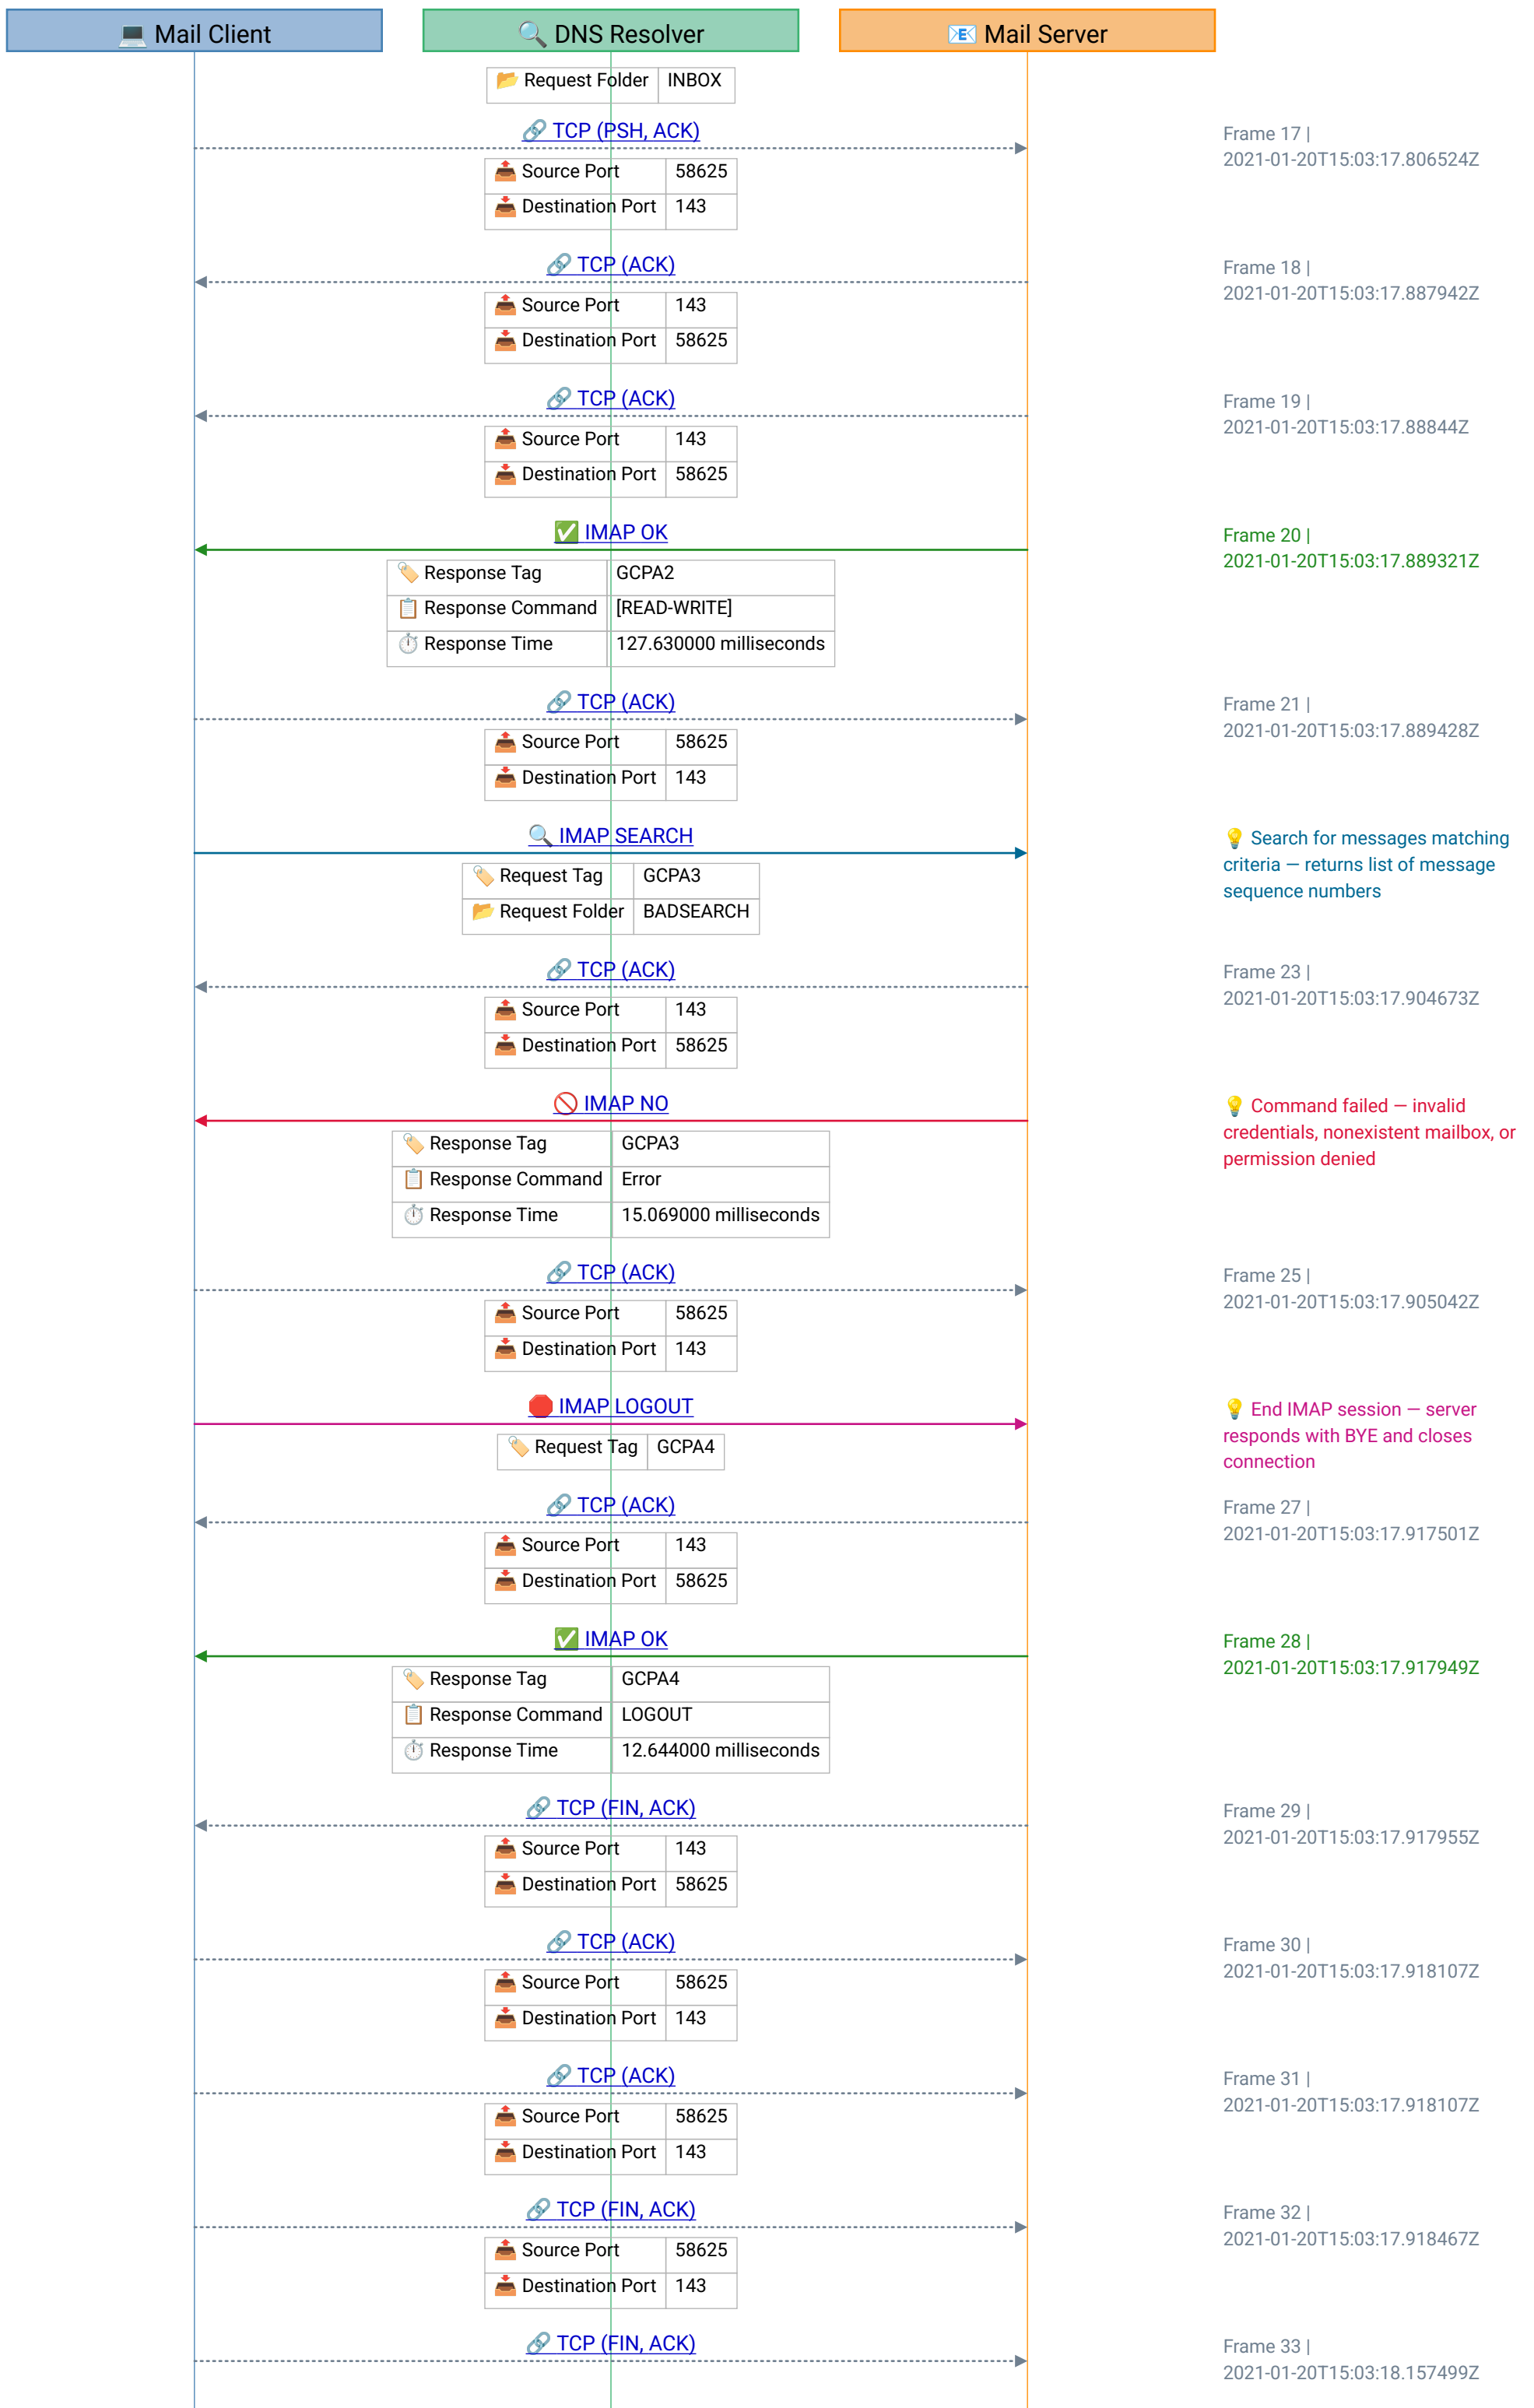 💻 Mail Client
🔍 DNS Resolver
📧 Mail Server
📂 Request Folder INBOX
🔗 TCP (PSH, ACK)
Frame 17 |
2021-01-20T15:03:17.806524Z
📤 Source Port 58625
📥 Destination Port 143
🔗 TCP (ACK)
Frame 18 |
2021-01-20T15:03:17.887942Z
📤 Source Port 143
📥 Destination Port 58625
🔗 TCP (ACK)
Frame 19 |
2021-01-20T15:03:17.88844Z
📤 Source Port 143
📥 Destination Port 58625
✅ IMAP OK
Frame 20 |
2021-01-20T15:03:17.889321Z
🏷️ Response Tag GCPA2
📋 Response Command [READ-WRITE]
⏱️ Response Time 127.630000 milliseconds
🔗 TCP (ACK)
Frame 21 |
2021-01-20T15:03:17.889428Z
📤 Source Port 58625
📥 Destination Port 143
🔍 IMAP SEARCH
💡 Search for messages matching
criteria — returns list of message
sequence numbers
🏷️ Request Tag GCPA3
📂 Request Folder BADSEARCH
🔗 TCP (ACK)
Frame 23 |
2021-01-20T15:03:17.904673Z
📤 Source Port 143
📥 Destination Port 58625
🚫 IMAP NO
💡 Command failed — invalid
credentials, nonexistent mailbox, or
permission denied
🏷️ Response Tag GCPA3
📋 Response Command Error
⏱️ Response Time 15.069000 milliseconds
🔗 TCP (ACK)
Frame 25 |
2021-01-20T15:03:17.905042Z
📤 Source Port 58625
📥 Destination Port 143
🛑 IMAP LOGOUT
💡 End IMAP session — server
responds with BYE and closes
connection
🏷️ Request Tag GCPA4
🔗 TCP (ACK)
Frame 27 |
2021-01-20T15:03:17.917501Z
📤 Source Port 143
📥 Destination Port 58625
✅ IMAP OK
Frame 28 |
2021-01-20T15:03:17.917949Z
🏷️ Response Tag GCPA4
📋 Response Command LOGOUT
⏱️ Response Time 12.644000 milliseconds
🔗 TCP (FIN, ACK)
Frame 29 |
2021-01-20T15:03:17.917955Z
📤 Source Port 143
📥 Destination Port 58625
🔗 TCP (ACK)
Frame 30 |
2021-01-20T15:03:17.918107Z
📤 Source Port 58625
📥 Destination Port 143
🔗 TCP (ACK)
Frame 31 |
2021-01-20T15:03:17.918107Z
📤 Source Port 58625
📥 Destination Port 143
🔗 TCP (FIN, ACK)
Frame 32 |
2021-01-20T15:03:17.918467Z
📤 Source Port 58625
📥 Destination Port 143
🔗 TCP (FIN, ACK)
Frame 33 |
2021-01-20T15:03:18.157499Z